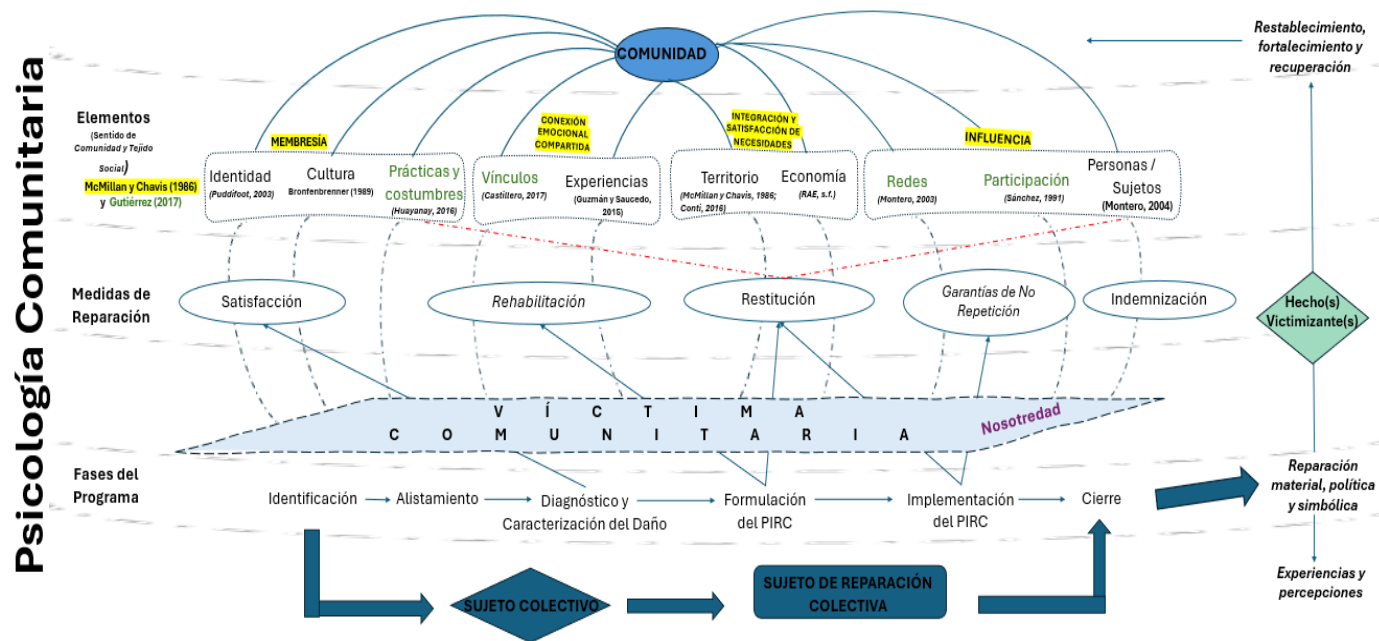 Psicología Comunitaria
COMUNIDAD
Restablecimiento,
fortalecimiento y
recuperación
Elementos
(Sentido de
Comunidad y Tejido
Social)
McMillan y Chavis (1986)
y Gutiérrez (2017)
MEMBRESÍA
CONEXIÓN
EMOCIONAL
COMPARTIDA
INTEGRACIÓN Y
SATISFACCIÓN DE
NECESIDADES
INFLUENCIA
Identidad
(Puddifoot, 2003)
Cultura
Bronfenbrenner (1989)
Prácticas y
costumbres
(Huayanay, 2016)
Vínculos
(Castillero, 2017)
Experiencias
(Guzmán y Saucedo,
2015)
Territorio
(McMillan y Chavis, 1986;
Conti, 2016)
Economía
(RAE, s.f.)
Redes
(Montero, 2003)
Participación
(Sánchez, 1991)
Personas /
Sujetos
(Montero, 2004)
Medidas de
Reparación
Satisfacción
Rehabilitación
Restitución
Garantías de No
Repetición
Indemnización
Hecho(s)
Victimizante(s)
VÍCTIMA
COMUNITARIA
Nosotredad
Fases del
Programa
Identificación
Alistamiento
Diagnóstico y
Caracterización del Daño
Formulación
del PIRC
Implementación
del PIRC
Cierre
Reparación
material, política
y simbólica
SUJETO COLECTIVO
SUJETO DE REPARACIÓN
COLECTIVA
Experiencias y
percepciones